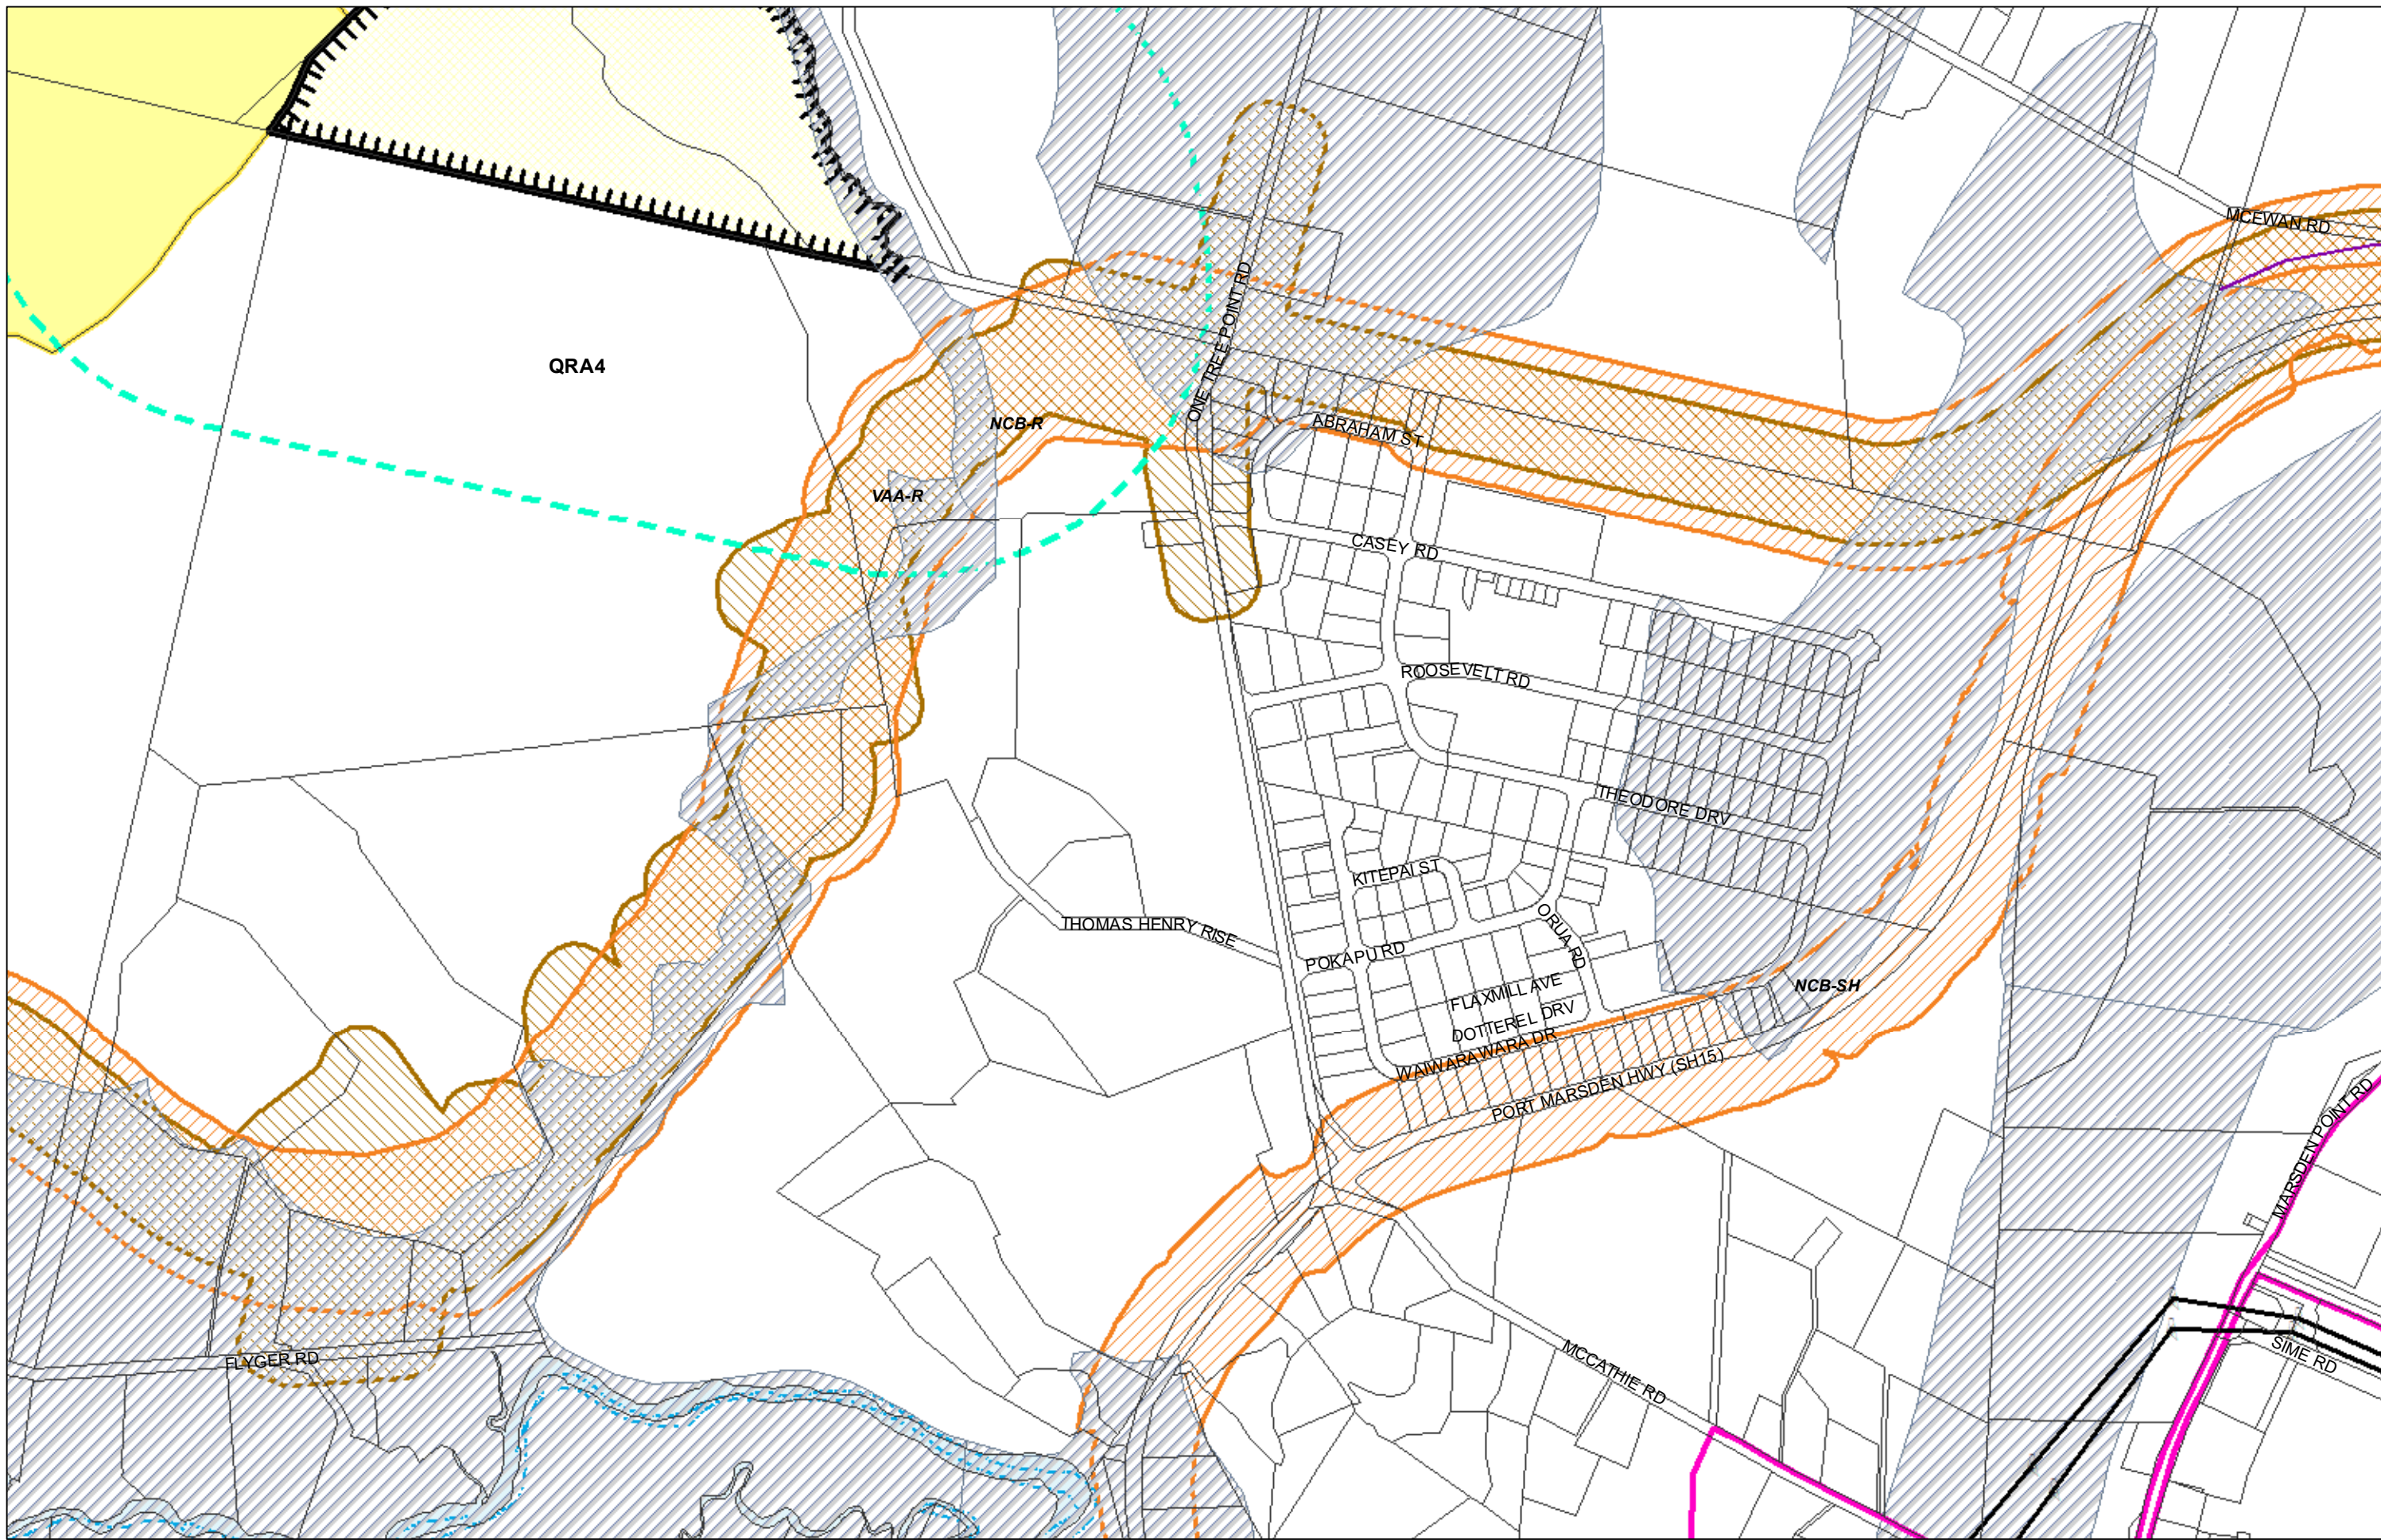 MCEWAN RD
ONE TREE POINT RD
QRA4
NCB-R
ABRAHAM ST
VAA-R
CASEY RD
ROOSEVELT RD
THEODORE DRV
KITEPAI ST
THOMAS HENRY RISE
ORUA RD
POKAPU RD
NCB-SH
FLAXMILL AVE
DOTTEREL DRV
WAIWARAWARA DR
PORT MARSDEN HWY (SH15)
MARSDEN POINT RD
FLYGER RD
MCCATHIE RD
SIME RD